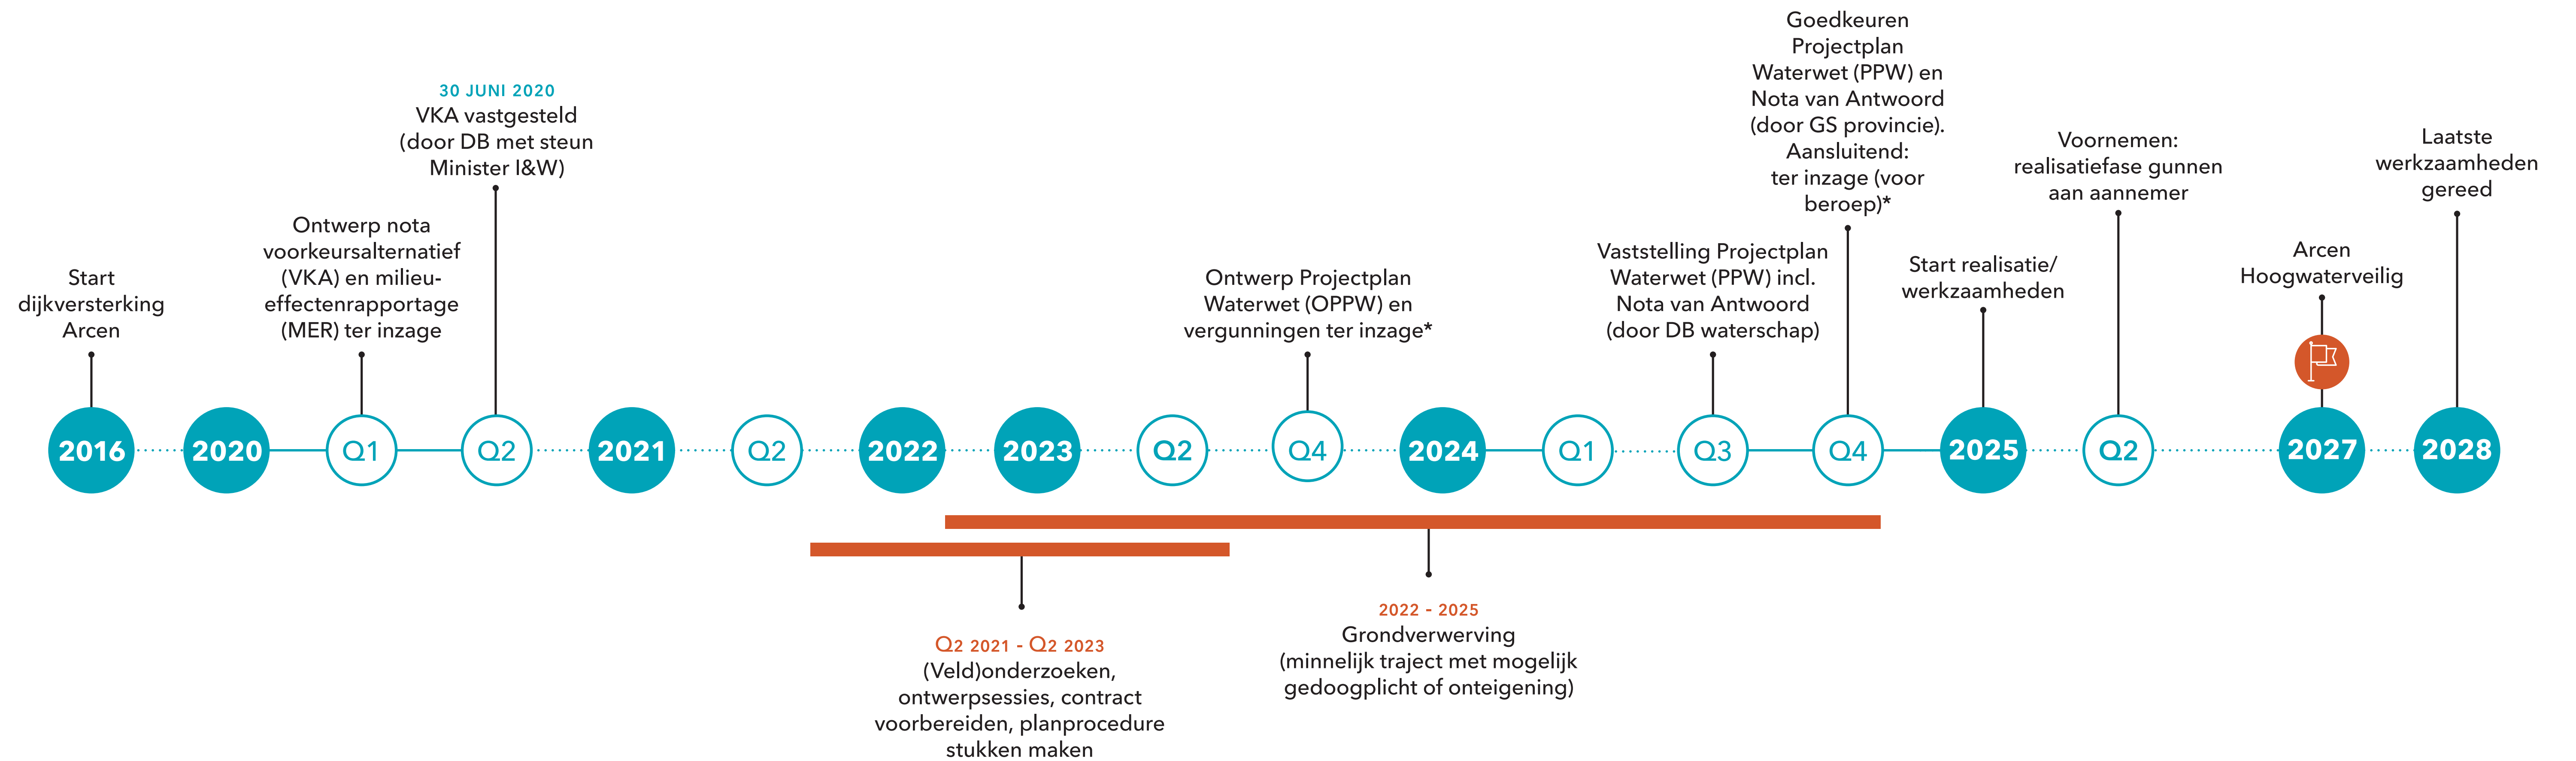 Start
dijkversterking
Arcen
Ontwerp nota
voorkeursalternatief
(VKA) en milieu-
effectenrapportage
(MER) ter inzage
30 JUNI 2020
VKA vastgesteld
(door DB met steun
Minister I&W)
Ontwerp Projectplan
Waterwet (OPPW) en
vergunningen ter inzage*
Vaststelling Projectplan
Waterwet (PPW) incl.
Nota van Antwoord
(door DB waterschap)
Goedkeuren
Projectplan
Waterwet (PPW) en
Nota van Antwoord
(door GS provincie).
Aansluitend:
ter inzage (voor
beroep)*
Start realisatie/
werkzaamheden
Voornemen:
realisatiefase gunnen
aan aannemer
Arcen
Hoogwaterveilig
Laatste
werkzaamheden
gereed
2016
2020
Q1
Q2
2021
Q2
2022
2023
Q2
Q4
2024
Q1
Q3
Q4
2025
Q2
2027
2028
Q2 2021 - Q2 2023
(Veld)onderzoeken,
ontwerpsessies, contract
voorbereiden, planprocedure
stukken maken
2022 - 2025
Grondverwerving
(minnelijk traject met mogelijk
gedoogplicht of onteigening)